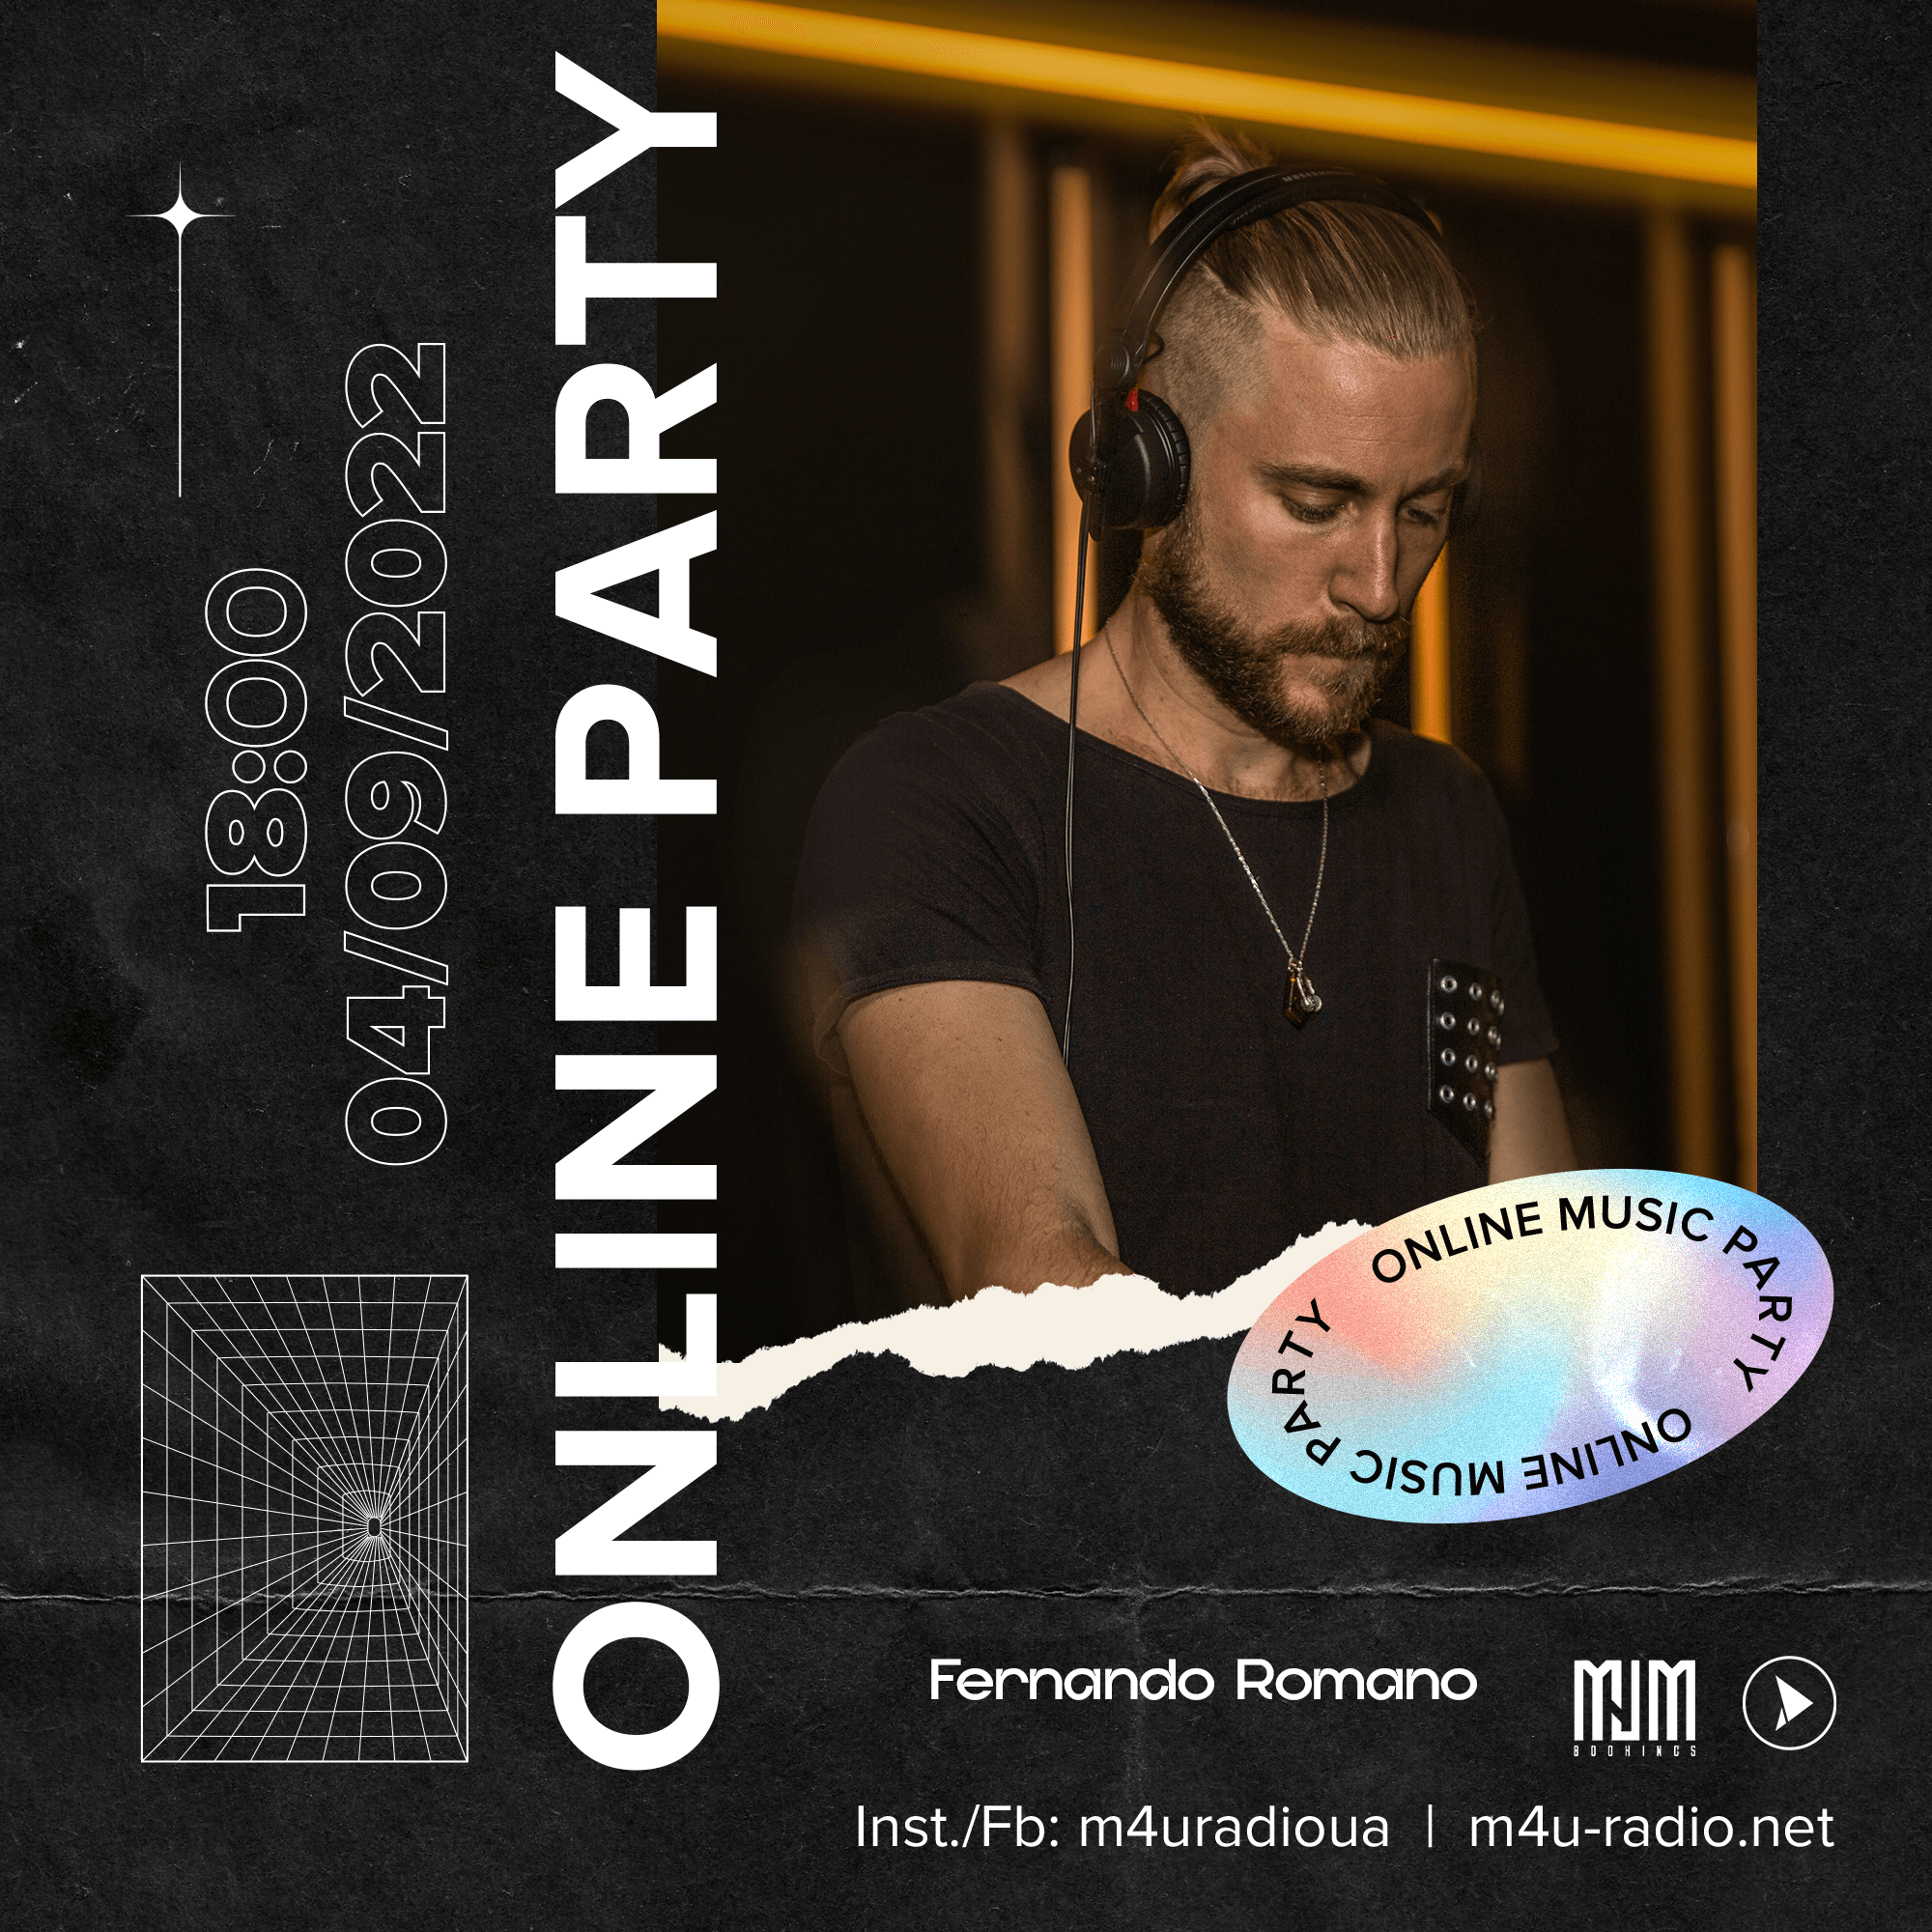 18:00
04/09/2022
ONLINE PARTY
ONLINE MUSIC PARTY
ONLINE MUSIC PARTY
Fernando Romano
MJM
BOOKINGS
Inst./Fb: m4uradioua | m4u-radio.net